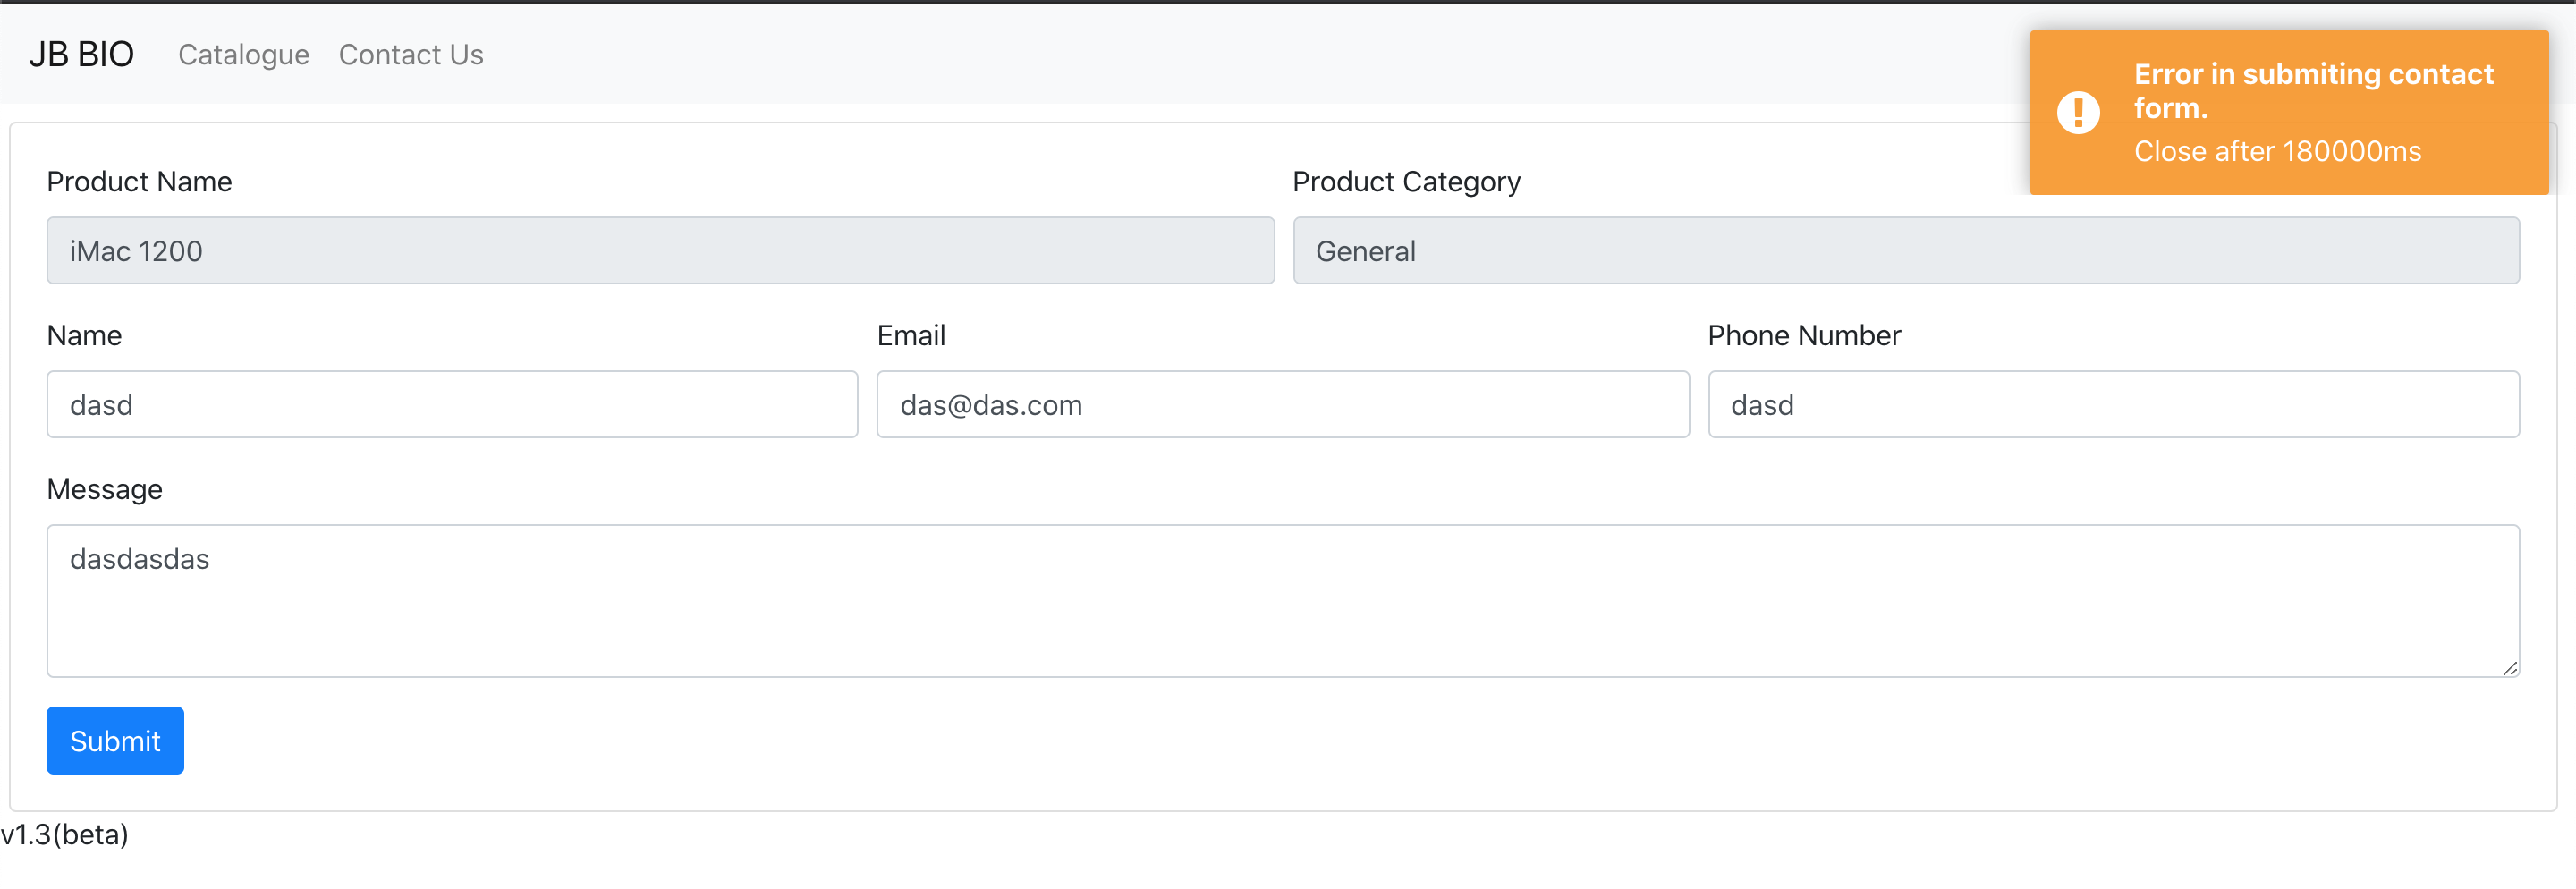 JB BIO Catalogue Contact Us
Error in submiting contact
form.
Close after 180000ms
Product Name Product Category
iMac 1200 General
Name Email Phone Number
dasd das@das.com dasd
Message
dasdasdas
Submit
v1.3(beta)